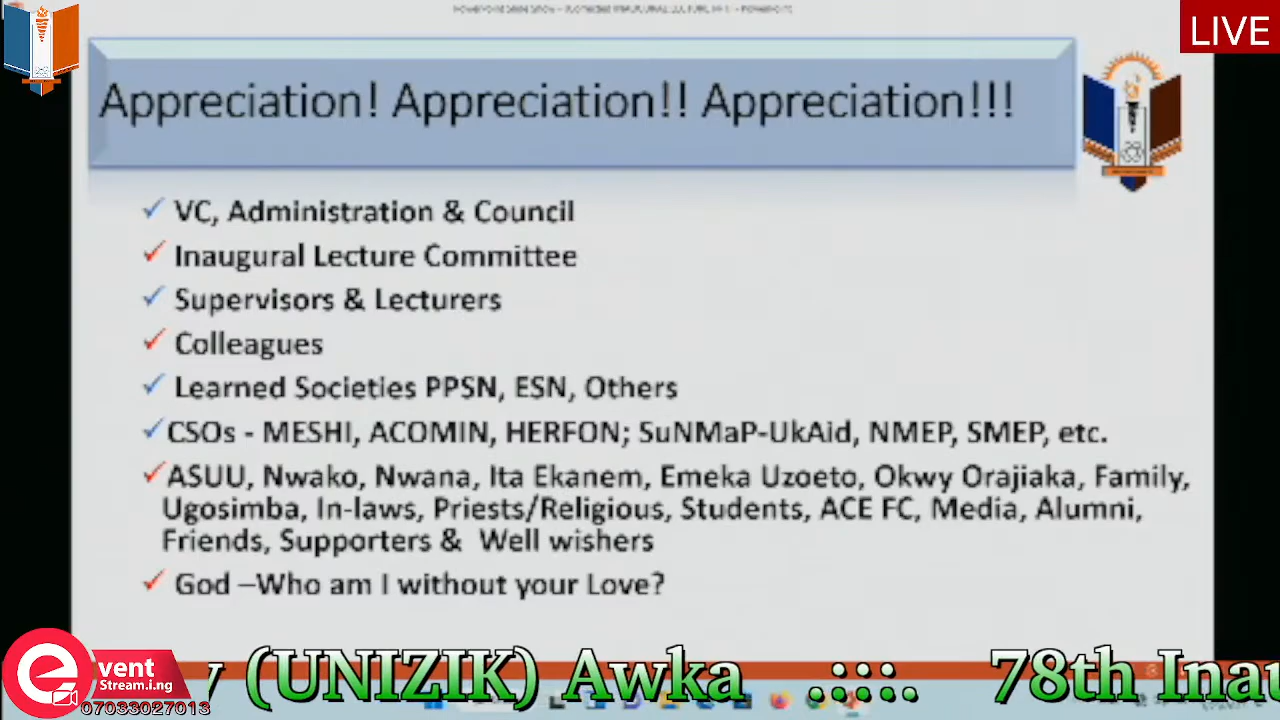 LIVE
Appreciation! Appreciation!! Appreciation!!!
✓ VC, Administration & Council
✓ Inaugural Lecture Committee
✓ Supervisors & Lecturers
✓ Colleagues
✓ Learned Societies PPSN, ESN, Others
✓ CSOs - MESHI, ACOMIN, HERFON; SuNMaP-UkAid, NMEP, SMEP, etc.
✓ ASUU, Nwako, Nwana, Ita Ekanem, Emeka Uzoeto, Okwy Orajiaka, Family,
Ugosimba, In-laws, Priests/Religious, Students, ACE FC, Media, Alumni,
Friends, Supporters & Well wishers
✓ God –Who am I without your Love?
y (UNIZIK) Awka .:::. 78th Inau
event
Stream.i.ng
07033027013